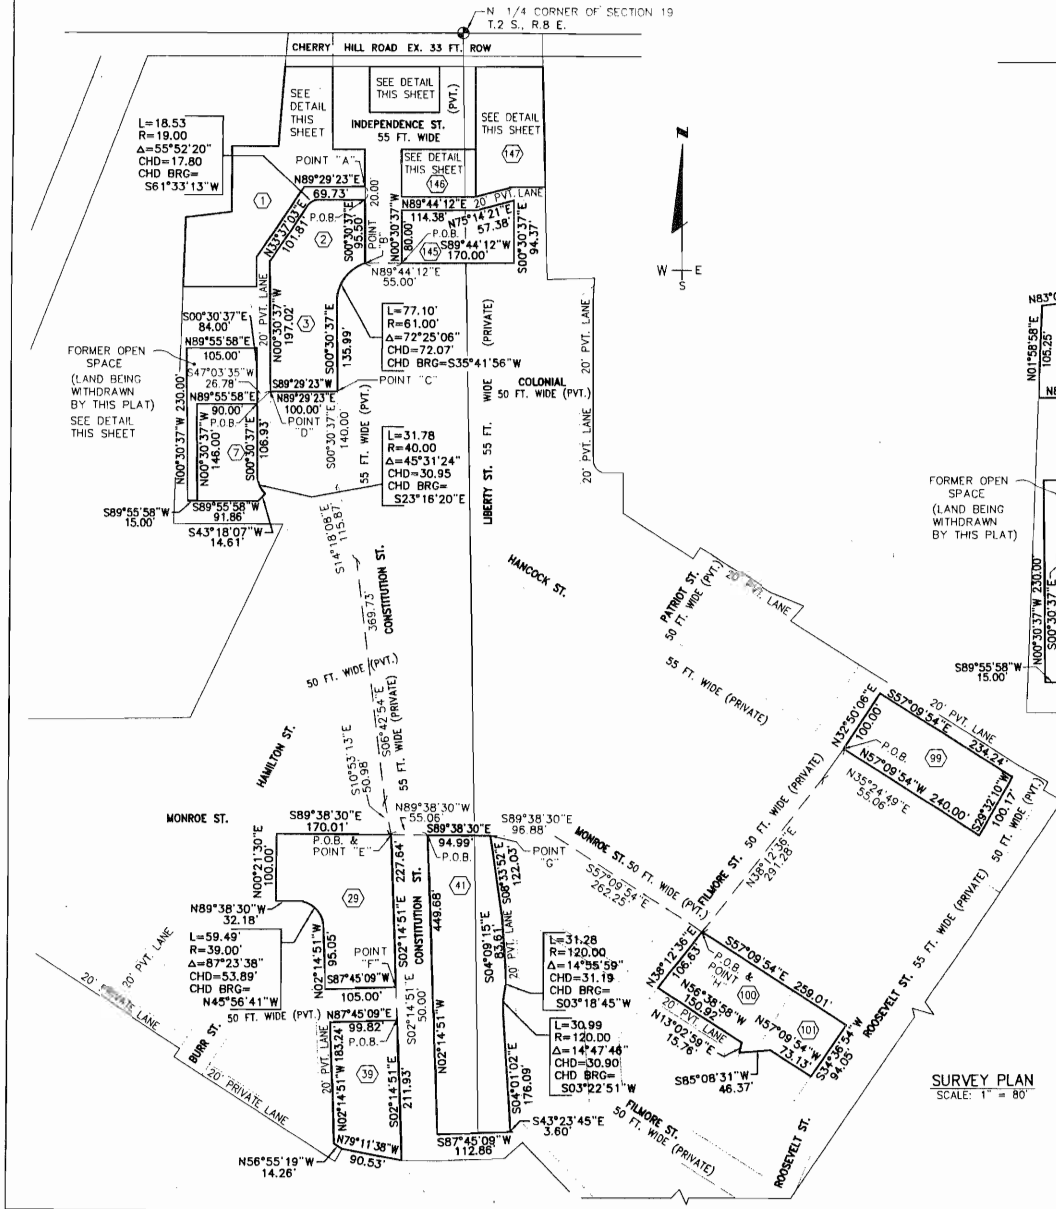 N 1/4 CORNER OF SECTION 19
T.2 S., R.8 E.
CHERRY HILL ROAD EX. 33 FT. ROW
SEE
DETAIL
THIS
SHEET
SEE DETAIL
THIS SHEET
(PVT.)
SEE DETAIL
THIS SHEET
147
INDEPENDENCE ST.
55 FT. WIDE
L=18.53
R=19.00
Δ=55°52'20"
CHD=17.80
CHD BRG=
S61°33'13"W
POINT "A"
SEE DETAIL
THIS SHEET
146
N89°29'23"E
69.73'
20.00'
20' PVT. LANE
N89°44'12"E
114.38'
N75°14'21"E
57.38'
1
N33°37'03"E
101.81'
P.O.B.
2
S00°30'37"E
95.50'
POINT
"B"
N00°30'37"W
80.00'
P.O.B.
145
S89°44'12"W
170.00'
S00°30'37"E
94.37'
N89°44'12"E
55.00'
N
W E
S
20' PVT. LANE
N00°30'37"W
197.02'
3
S00°30'37"E
135.99'
L=77.10'
R=61.00'
Δ=72°25'06"
CHD=72.07'
CHD BRG=S35°41'56"W
S00°30'37"E
84.00'
N89°55'58"E
105.00'
FORMER OPEN
SPACE
(LAND BEING
WITHDRAWN
BY THIS PLAT)
SEE DETAIL
THIS SHEET
S47°03'35"W
26.78'
S89°29'23"W
POINT "C"
N89°55'58"E
90.00'
P.O.B.
N89°29'23"E
100.00'
POINT
"D"
N00°30'37"W 230.00'
N00°30'37"W
146.00'
7
S00°30'37"E
106.93'
S00°30'37"E
140.00'
55 FT. WIDE (PVT.)
LIBERTY ST. 55 FT. WIDE (PRIVATE)
COLONIAL
50 FT. WIDE (PVT.)
20' PVT. LANE
20' PVT. LANE
L=31.78
R=40.00
Δ=45°31'24"
CHD=30.95
CHD BRG=
S23°16'20"E
S89°55'58"W
15.00'
S89°55'58"W
91.86'
S43°18'07"W
14.61'
S14°18'08"E
115.87'
369.73'
CONSTITUTION ST.
50 FT. WIDE (PVT.)
S06°42'54"E
55 FT. WIDE (PRIVATE)
S10°53'13"E
50.98'
HAMILTON ST.
HANCOCK ST.
PATRIOT ST.
50 FT. WIDE (PVT.)
20' PVT. LANE
55 FT. WIDE (PRIVATE)
N83°0
N01°58'58"E
105.25'
N8
FORMER OPEN
SPACE
(LAND BEING
WITHDRAWN
BY THIS PLAT)
N00°30'37"W 230.00'
S00°30'37"E
S89°55'58"W
15.00'
N32°50'06"E
100.00'
S57°09'54"E
234.24'
20' PVT. LANE
P.O.B.
99
N57°09'54"W
240.00'
S29°32'10"W
100.17'
N35°24'49"E
55.06'
FILMORE ST. 50 FT. WIDE (PRIVATE)
N38°12'36"E
291.28'
ROOSEVELT ST. 55 FT. WIDE (PRIVATE)
50 FT. WIDE (PVT.)
MONROE ST.
S89°38'30"E
170.01'
P.O.B. &
POINT "E"
N89°38'30"W
55.06'
S89°38'30"E
94.99'
P.O.B.
S89°38'30"E
96.88'
POINT
"G"
MONROE ST. 50 FT. WIDE (PVT.)
S57°09'54"E
262.25'
N00°21'30"E
100.00'
29
227.64'
S02°14'51"E
CONSTITUTION ST.
41
449.68'
N02°14'51"W
S08°33'52"E
122.03'
S04°09'15"E
83.61'
20' PVT. LANE
N89°38'30"W
32.18'
L=59.49'
R=39.00'
Δ=87°23'38"
CHD=53.89'
CHD BRG=
N45°56'41"W
N02°14'51"W
95.05'
POINT
"F"
S87°45'09"W
105.00'
S02°14'51"E
50.00'
L=31.28
R=120.00
Δ=14°55'59"
CHD=31.19
CHD BRG=
S03°18'45"W
N38°12'36"E
106.63'
P.O.B. &
POINT
"H"
S57°09'54"E
259.01'
100
N56°38'58"W
150.92'
101
N57°09'54"W
73.13'
20' PVT. LANE
N13°02'59"E
15.76'
S85°08'31"W
46.37'
S34°36'54"W
94.05'
20' PVT. LANE
20' PRIVATE LANE
50 FT. WIDE (PVT.)
N87°45'09"E
99.82'
P.O.B.
BURR ST.
20' PRIVATE LANE
20' PVT. LANE
N02°14'51"W 183.24'
39
S02°14'51"E
211.93'
L=30.99
R=120.00
Δ=14°47'46"
CHD=30.90
CHD BRG=
S03°22'51"W
S04°01'02"E
176.09'
S43°23'45"E
3.60'
S87°45'09"W
112.86'
N79°11'38"W
90.53'
N56°55'19"W
14.26'
FILMORE ST.
50 FT. WIDE (PRIVATE)
ROOSEVELT ST.
SURVEY PLAN
SCALE: 1" = 80'